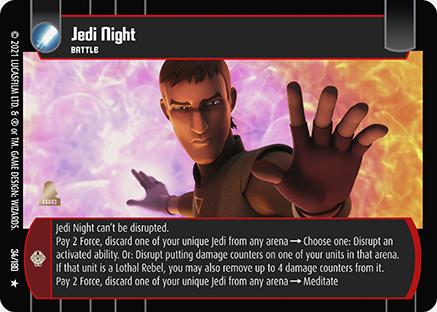 Jedi Night
BATTLE
© 2021 LUCASFILM LTD. & ® or TM. GAME DESIGN: WIZARDS.
IDC
Jedi Night can't be disrupted.
Pay 2 Force, discard one of your unique Jedi from any arena → Choose one: Disrupt an
activated ability. Or: Disrupt putting damage counters on one of your units in that arena.
If that unit is a Lothal Rebel, you may also remove up to 4 damage counters from it.
Pay 2 Force, discard one of your unique Jedi from any arena → Meditate
34/180